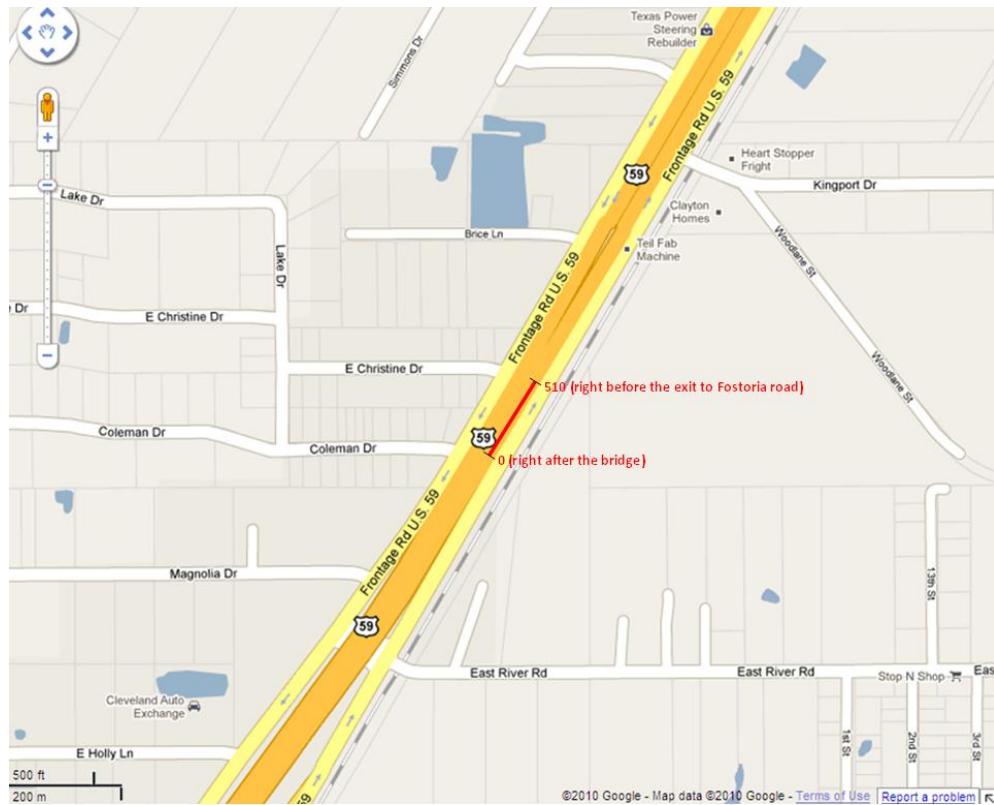 Texas Power
Steering
Rebuilder
Simmons Dr
Frontage Rd U.S. 59
59
Heart Stopper
Fright
Kingport Dr
Lake Dr
Clayton
Homes
Brice Ln
Teil Fab
Machine
Woodlane St
Lake Dr
Dr
E Christine Dr
Frontage Rd U.S. 59
E Christine Dr
Woodlane St
510 (right before the exit to Fostoria road)
Coleman Dr
Coleman Dr
59
0 (right after the bridge)
Frontage Rd U.S. 59
Magnolia Dr
13th St
59
East River Rd
East River Rd
Stop N Shop
Eas
Cleveland Auto
Exchange
1st St
2nd St
3rd St
E Holly Ln
500 ft
200 m
59
©2010 Google - Map data ©2010 Google - Terms of Use
Report a problem